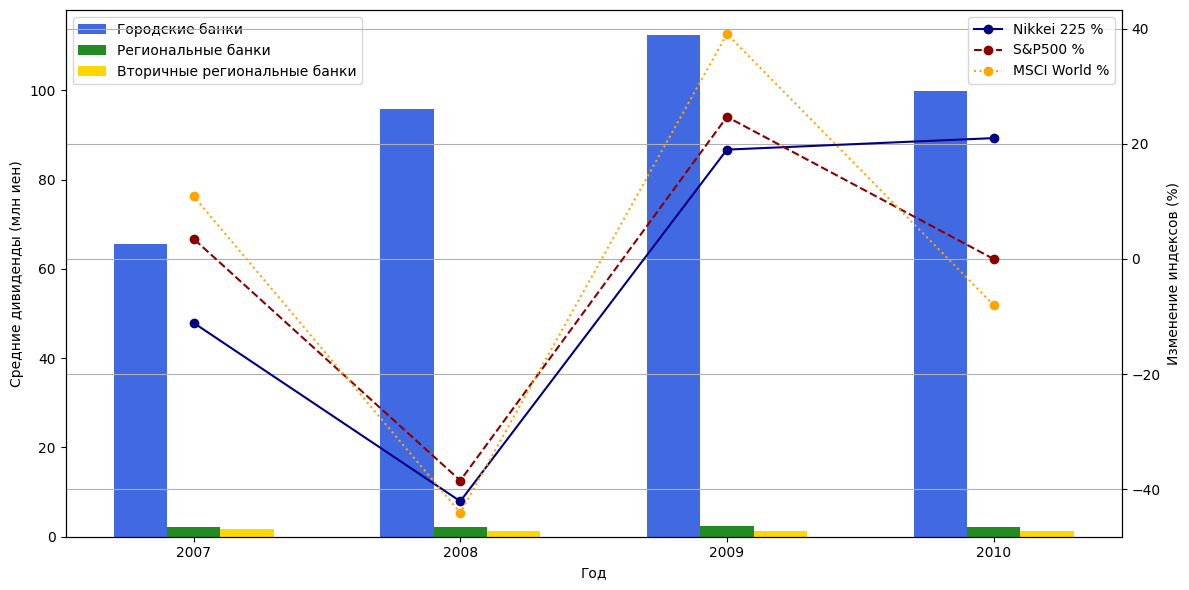 Городские банки
Региональные банки
Вторичные региональные банки
Nikkei 225 %
S&P500 %
MSCI World %
Средние дивиденды (млн иен)
100
80
60
40
20
0
40
20
0
−20
−40
Изменение индексов (%)
2007
2008
2009
2010
Год